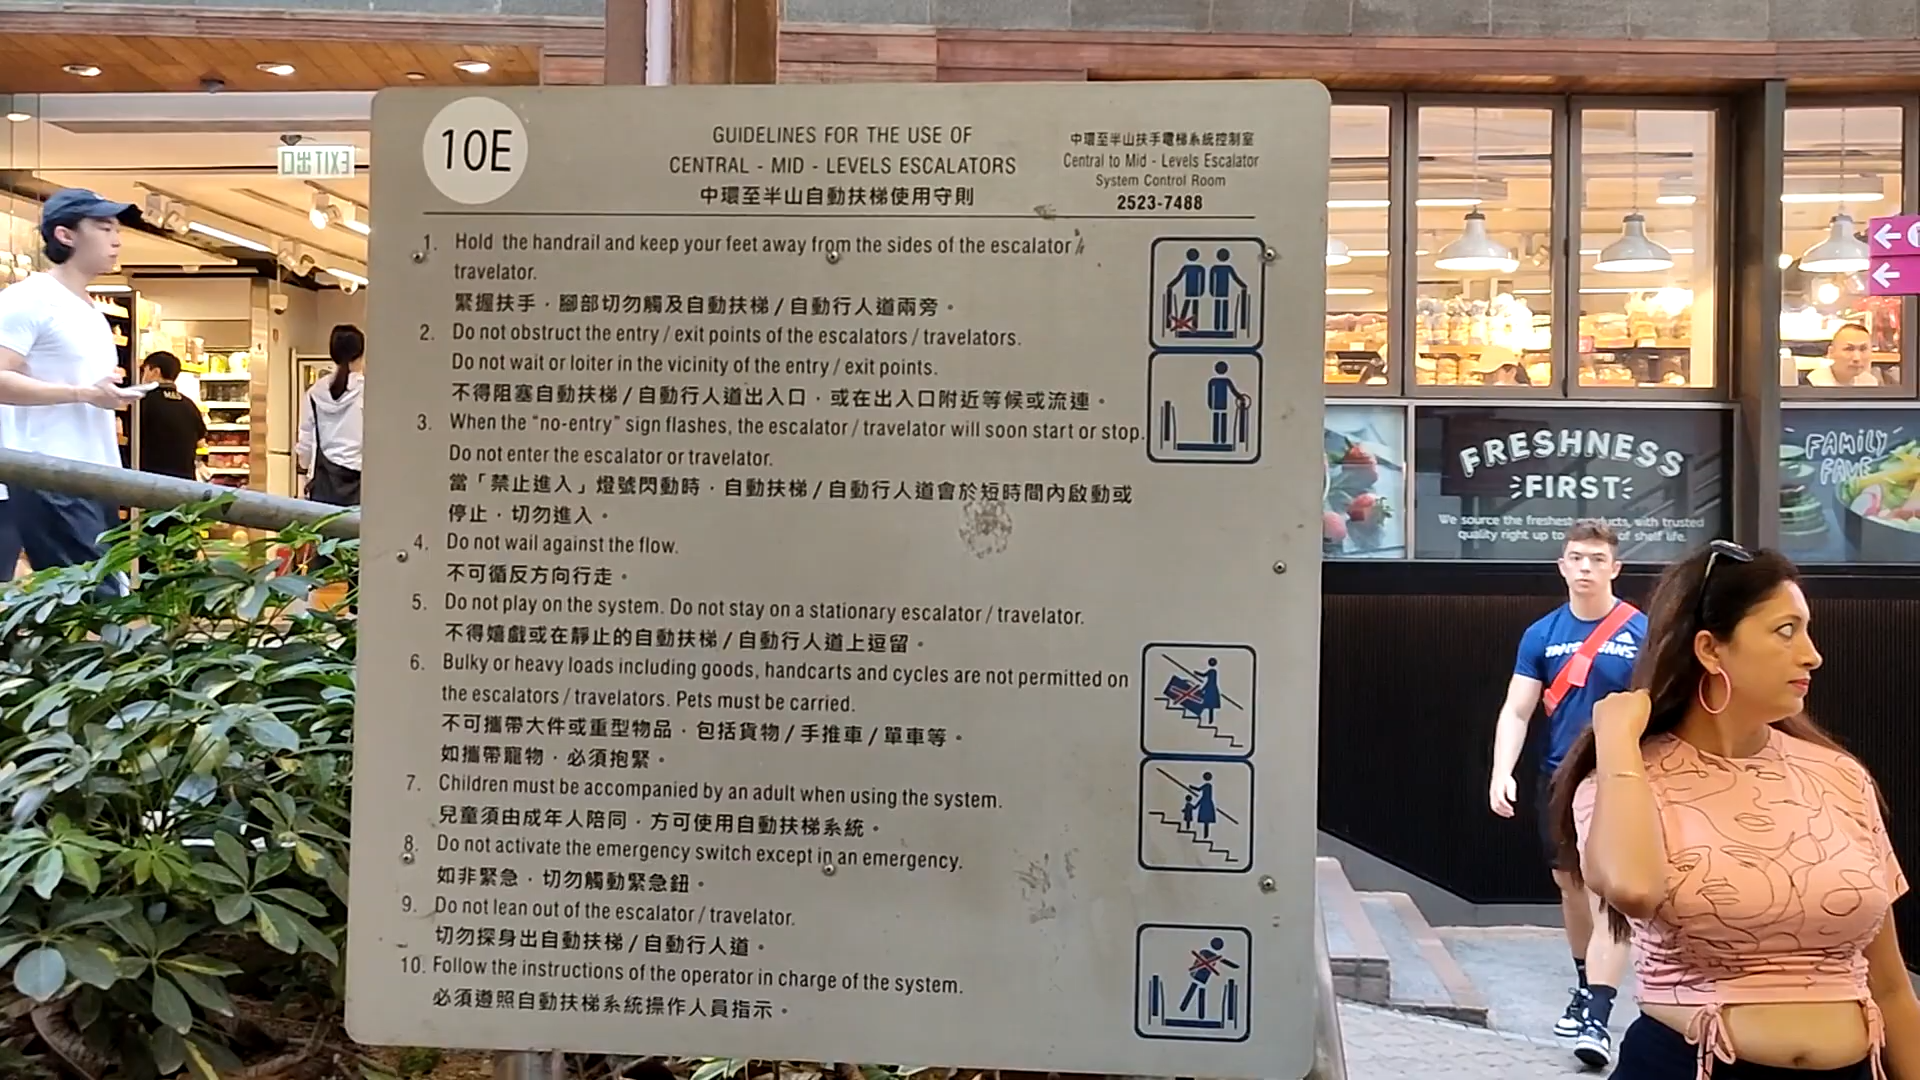 10E
GUIDELINES FOR THE USE OF
CENTRAL - MID - LEVELS ESCALATORS
中環至半山自動扶梯使用守則
中環至半山扶手電梯系統控制室
Central to Mid - Levels Escalator
System Control Room
2523-7488
1. Hold the handrail and keep your feet away from the sides of the escalator /
travelator.
緊握扶手，腳部切勿觸及自動扶梯/自動行人道兩旁。
2. Do not obstruct the entry / exit points of the escalators / travelators.
Do not wait or loiter in the vicinity of the entry / exit points.
不得阻塞自動扶梯/自動行人道出入口，或在出入口附近等候或流連。
3. When the "no-entry" sign flashes, the escalator / travelator will soon start or stop.
Do not enter the escalator or travelator.
當「禁止進入」燈號閃動時，自動扶梯/自動行人道會於短時間內啟動或
停止，切勿進入。
4. Do not wail against the flow.
不可循反方向行走。
5. Do not play on the system. Do not stay on a stationary escalator / travelator.
不得嬉戲或在靜止的自動扶梯/自動行人道上逗留。
6. Bulky or heavy loads including goods, handcarts and cycles are not permitted on
the escalators / travelators. Pets must be carried.
不可攜帶大件或重型物品，包括貨物/手推車/單車等。
如攜帶寵物，必須抱緊。
7. Children must be accompanied by an adult when using the system.
兒童須由成年人陪同，方可使用自動扶梯系統。
8. Do not activate the emergency switch except in an emergency.
如非緊急，切勿觸動緊急鈕。
9. Do not lean out of the escalator / travelator.
切勿探身出自動扶梯/自動行人道。
10. Follow the instructions of the operator in charge of the system.
必須遵照自動扶梯系統操作人員指示。
EXIT 出口
FRESHNESS
FIRST
We source the freshest products, with trusted
quality right up to of shelf life.
FAMILY